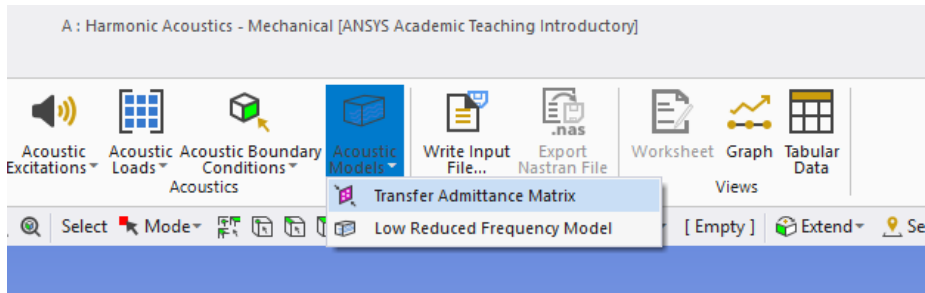 A : Harmonic Acoustics - Mechanical [ANSYS Academic Teaching Introductory]
Acoustic Excitations
Acoustic Loads
Acoustic Boundary Conditions
Acoustic Models
Write Input File...
.nas
Export Nastran File
Worksheet
Graph
Tabular Data
Acoustics
Views
Transfer Admittance Matrix
Low Reduced Frequency Model
Select
Mode
[ Empty ]
Extend